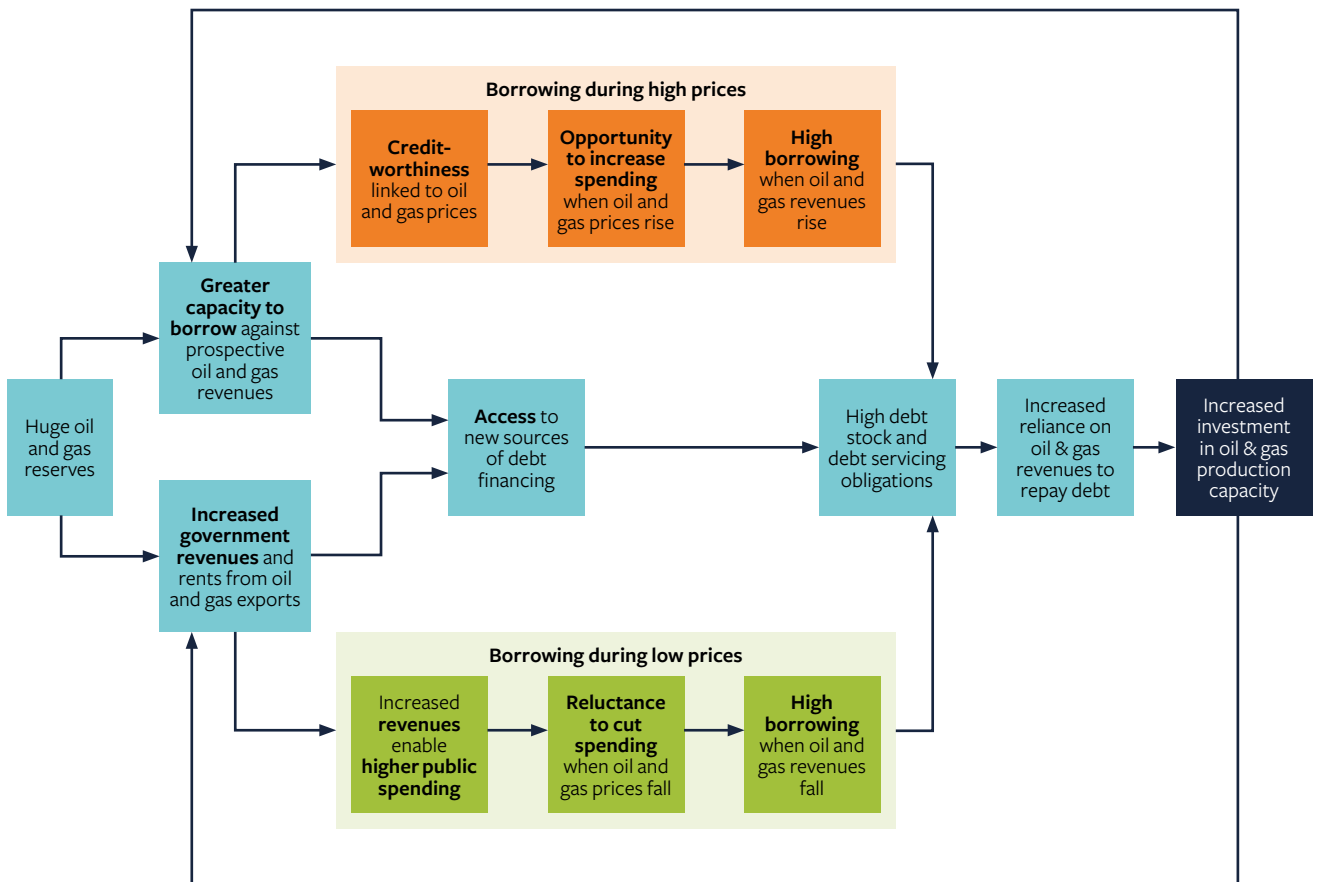 Borrowing during high prices
Credit-
worthiness
linked to oil
and gas prices
Opportunity
to increase
spending
when oil and
gas prices rise
High
borrowing
when oil and
gas revenues
rise
Greater
capacity to
borrow against
prospective
oil and gas
revenues
Huge oil
and gas
reserves
Access to
new sources
of debt
financing
High debt
stock and
debt servicing
obligations
Increased
reliance on
oil & gas
revenues to
repay debt
Increased
investment
in oil & gas
production
capacity
Increased
government
revenues and
rents from oil
and gas exports
Borrowing during low prices
Increased
revenues
enable
higher public
spending
Reluctance
to cut
spending
when oil and
gas prices fall
High
borrowing
when oil and
gas revenues
fall